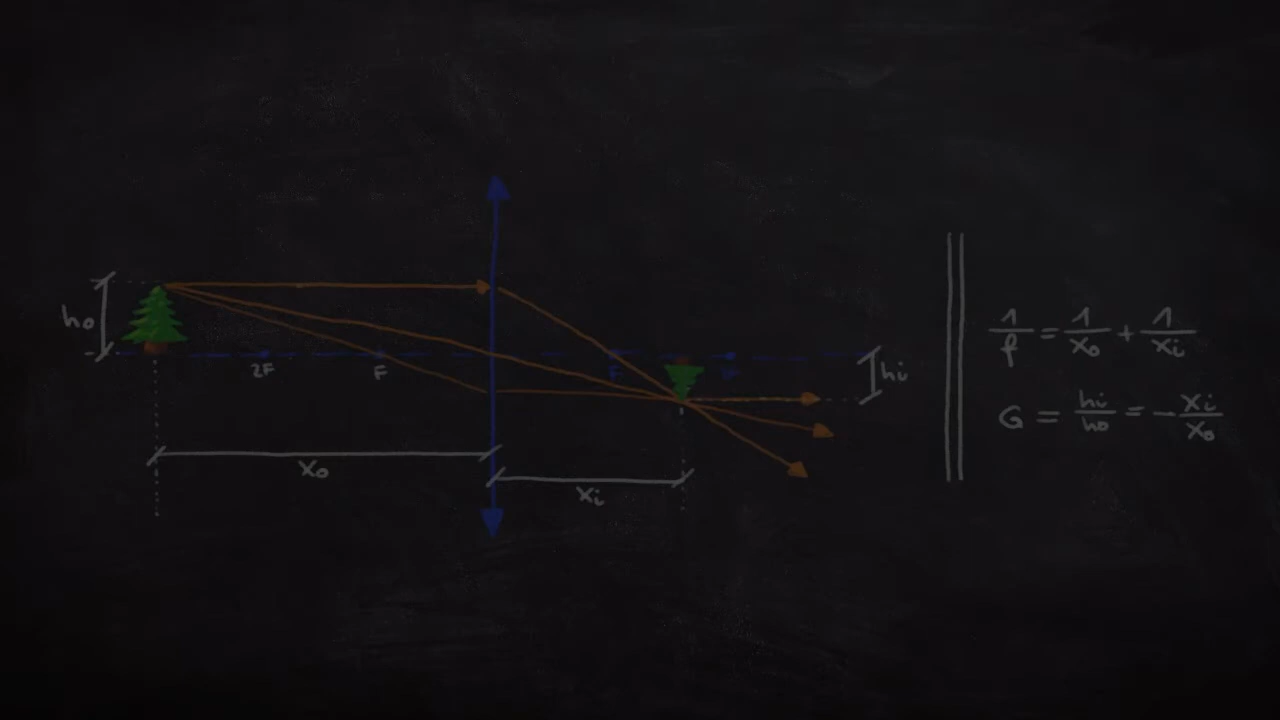 h₀
2F
F
F
hi
x₀
xi
1/f = 1/x₀ + 1/xi
G = hi/h₀ = - xi/x₀